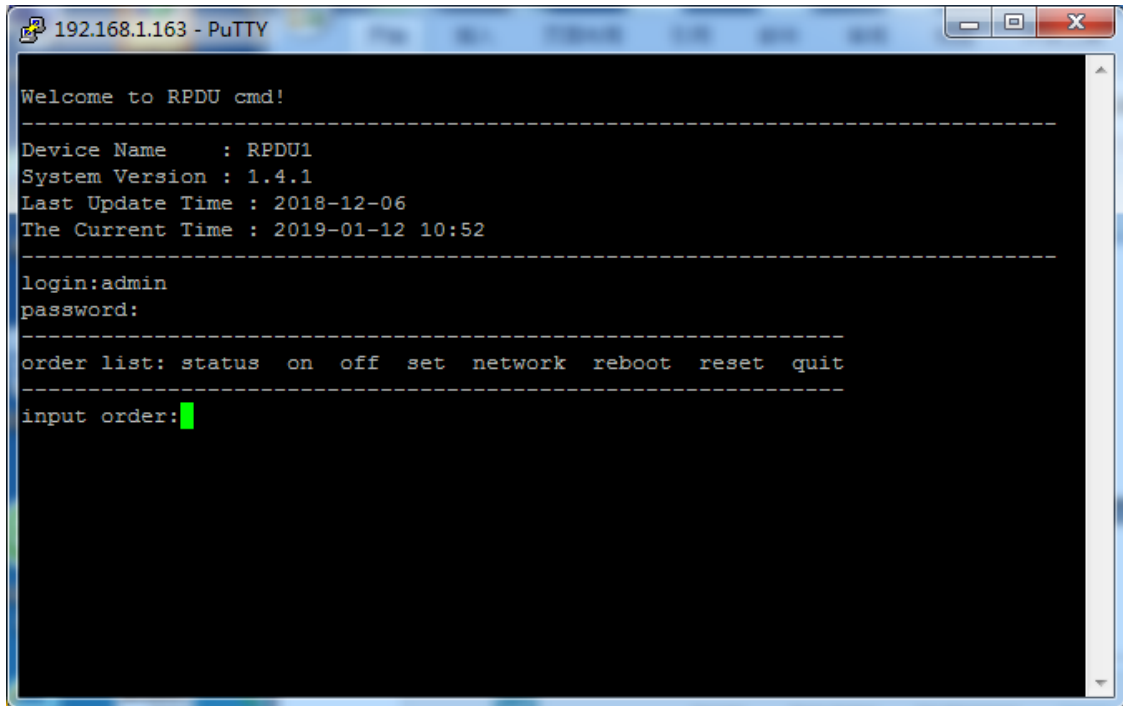 192.168.1.163 - PuTTY
Welcome to RPDU cmd!
-------------------------------------------------------------------------------
Device Name    : RPDU1
System Version : 1.4.1
Last Update Time : 2018-12-06
The Current Time : 2019-01-12 10:52
-------------------------------------------------------------------------------
login:admin
password:
---------------------------------------------------------------
order list: status  on  off  set  network  reboot  reset  quit
---------------------------------------------------------------
input order: